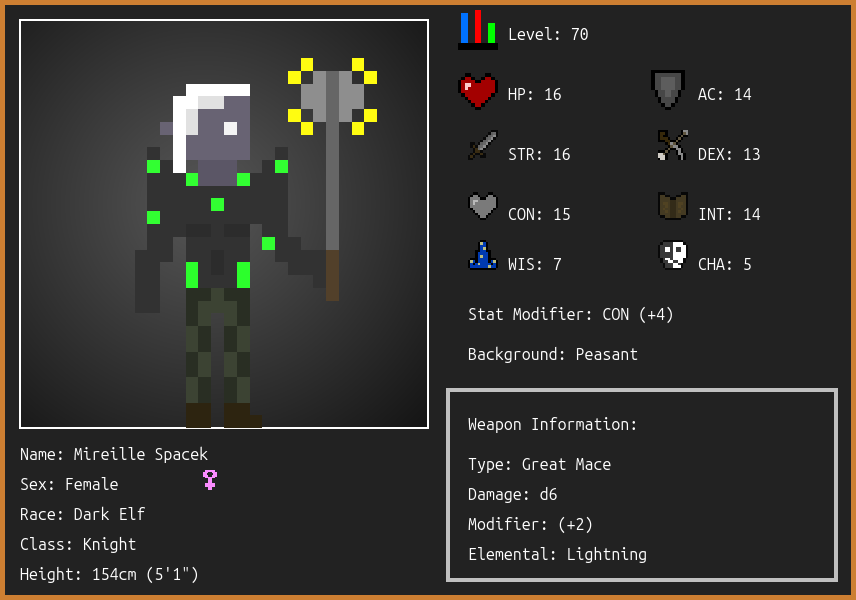 Level: 70
HP: 16
AC: 14
STR: 16
DEX: 13
CON: 15
INT: 14
WIS: 7
CHA: 5
Stat Modifier: CON (+4)
Background: Peasant
Weapon Information:
Type: Great Mace
Damage: d6
Modifier: (+2)
Elemental: Lightning
Name: Mireille Spacek
Sex: Female
Race: Dark Elf
Class: Knight
Height: 154cm (5'1")